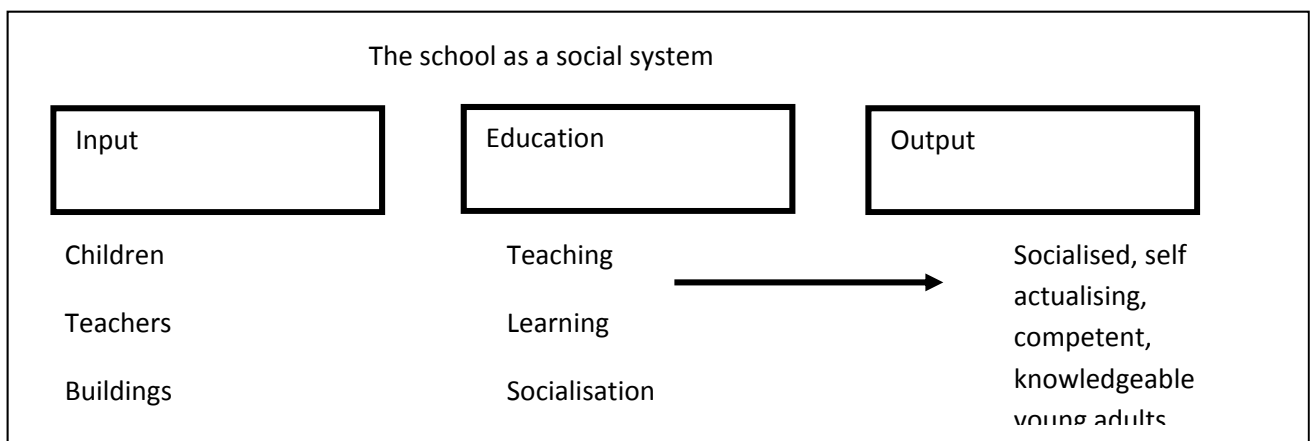 The school as a social system
Input
Education
Output
Children
Teachers
Buildings
Teaching
Learning
Socialisation
Socialised, self
actualising,
competent,
knowledgeable
young adults